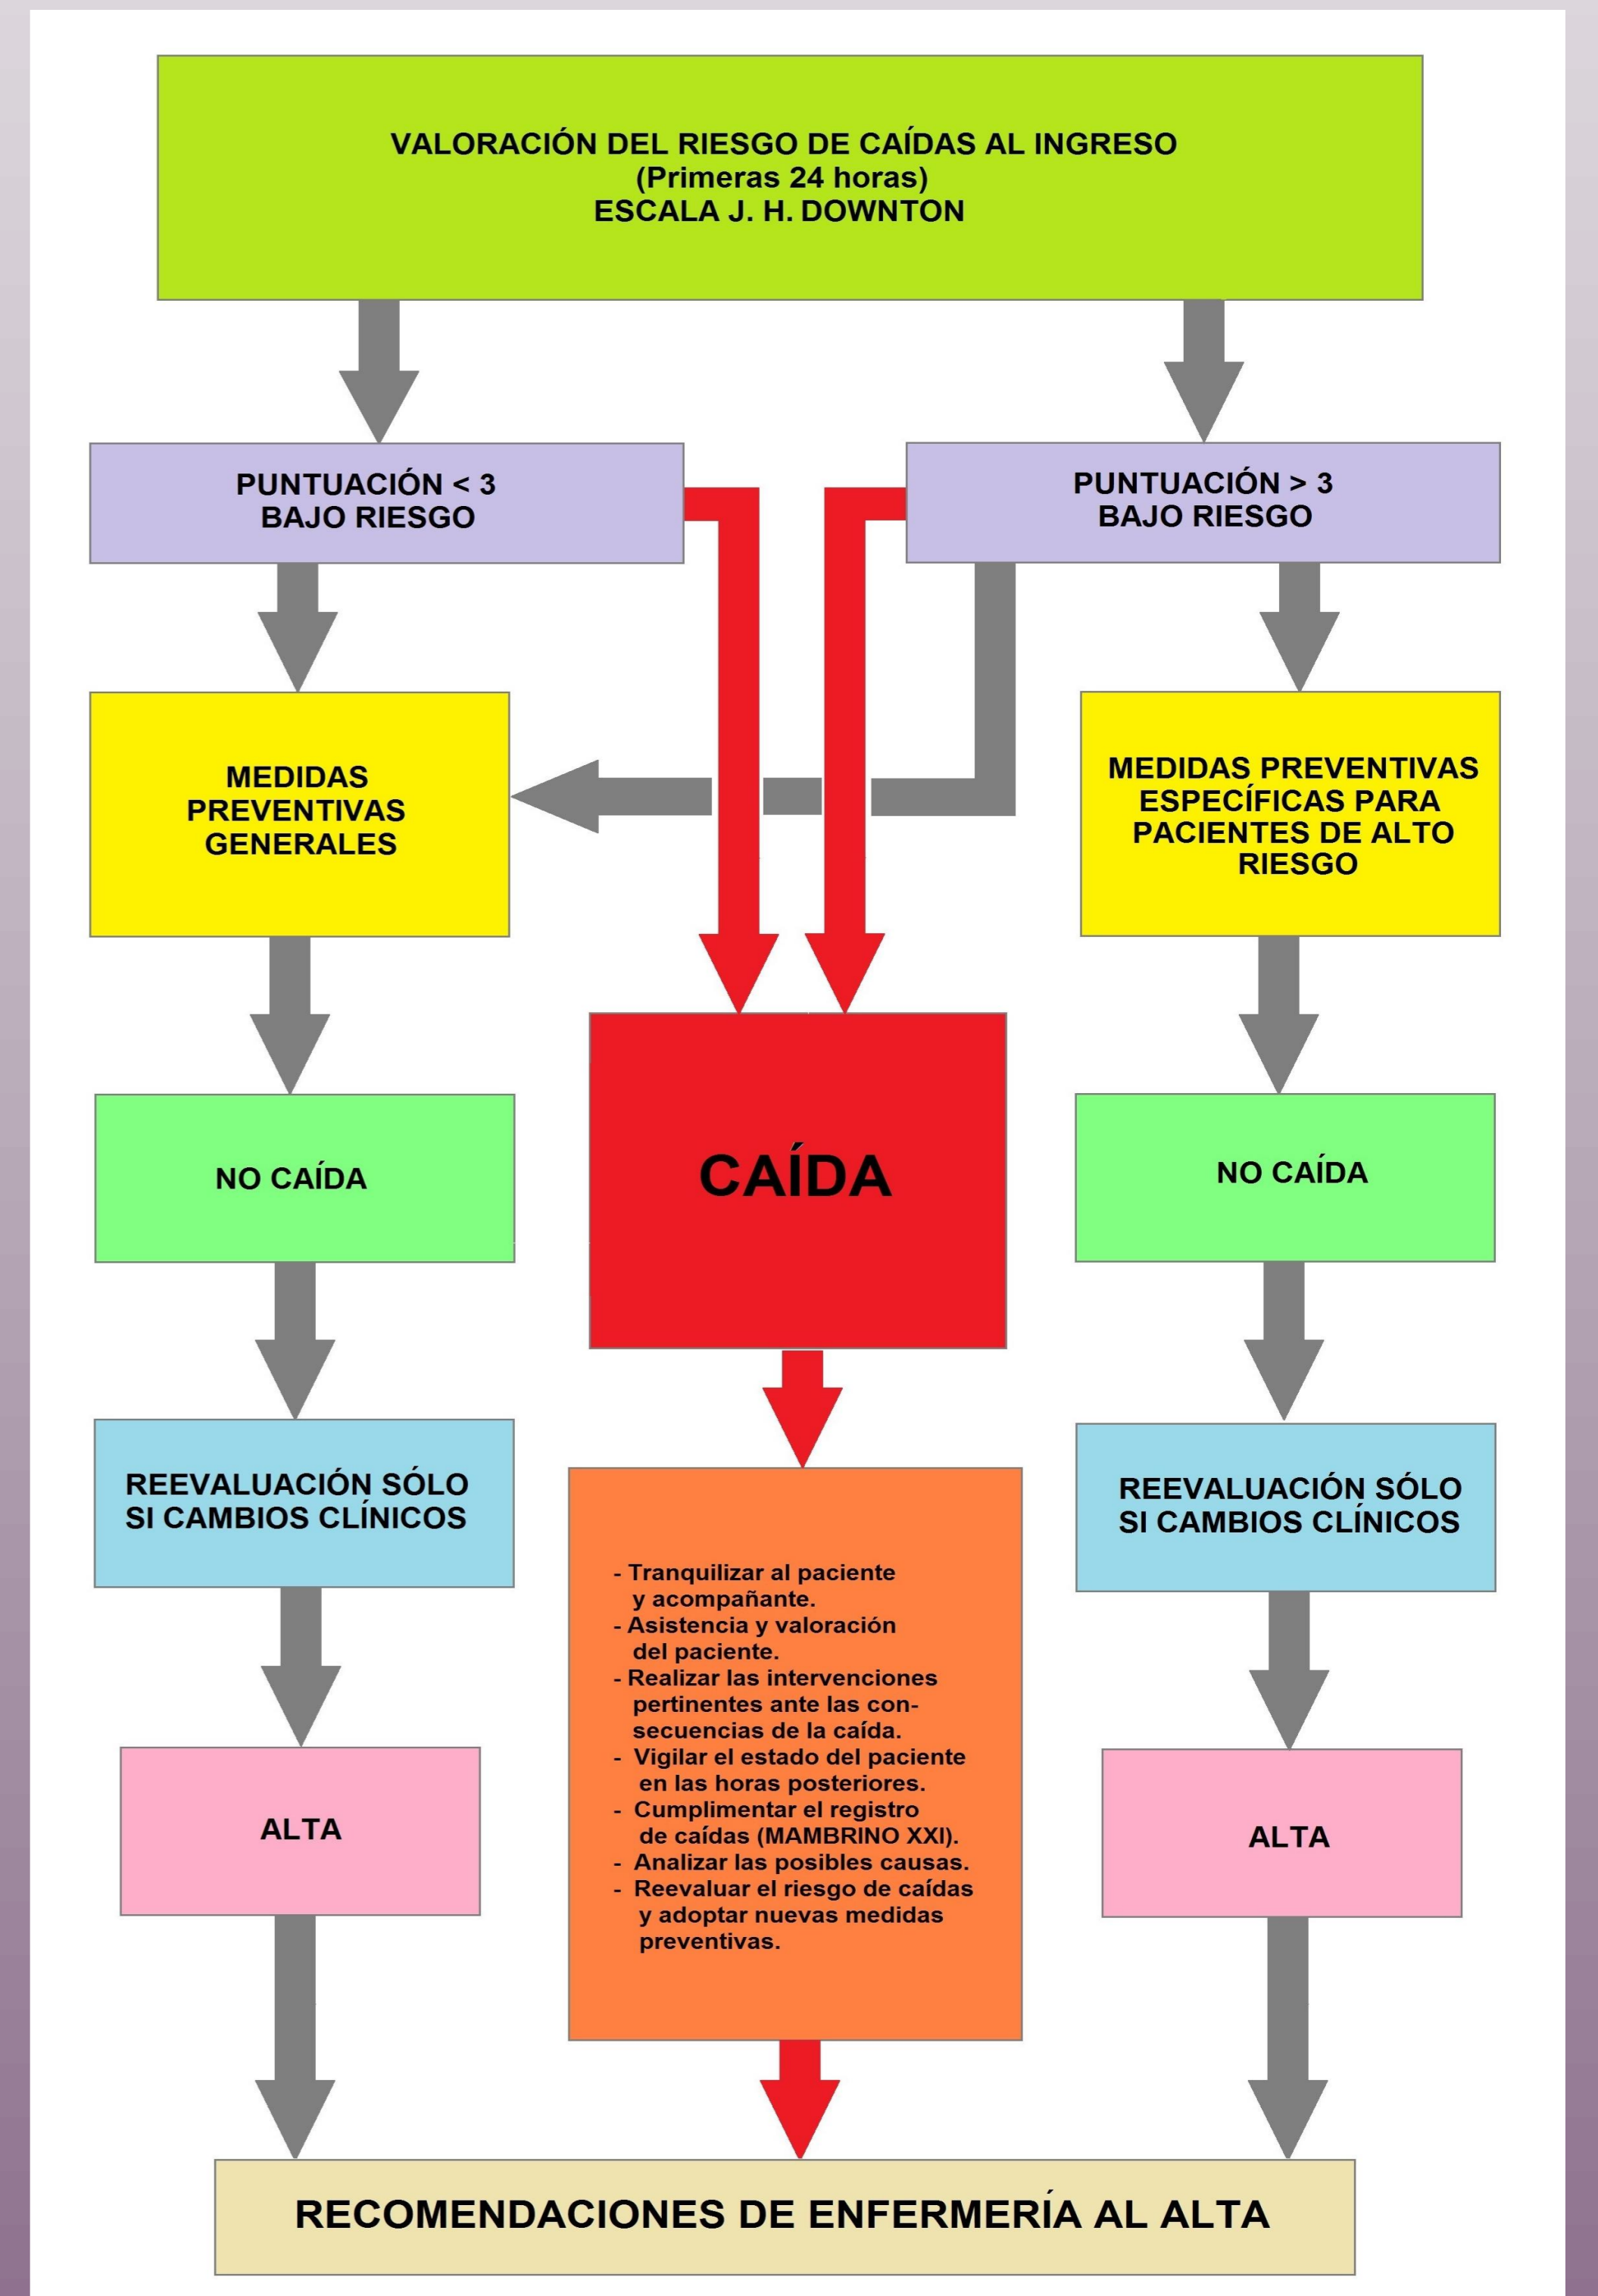 VALORACIÓN DEL RIESGO DE CAÍDAS AL INGRESO
(Primeras 24 horas)
ESCALA J. H. DOWNTON
PUNTUACIÓN < 3
BAJO RIESGO
PUNTUACIÓN > 3
BAJO RIESGO
MEDIDAS
PREVENTIVAS
GENERALES
MEDIDAS PREVENTIVAS
ESPECÍFICAS PARA
PACIENTES DE ALTO
RIESGO
NO CAÍDA
CAÍDA
NO CAÍDA
REEVALUACIÓN SÓLO
SI CAMBIOS CLÍNICOS
REEVALUACIÓN SÓLO
SI CAMBIOS CLÍNICOS
- Tranquilizar al paciente
y acompañante.
- Asistencia y valoración
del paciente.
- Realizar las intervenciones
pertinentes ante las con-
secuencias de la caída.
- Vigilar el estado del paciente
en las horas posteriores.
- Cumplimentar el registro
de caídas (MAMBRINO XXI).
- Analizar las posibles causas.
- Reevaluar el riesgo de caídas
y adoptar nuevas medidas
preventivas.
ALTA
ALTA
RECOMENDACIONES DE ENFERMERÍA AL ALTA